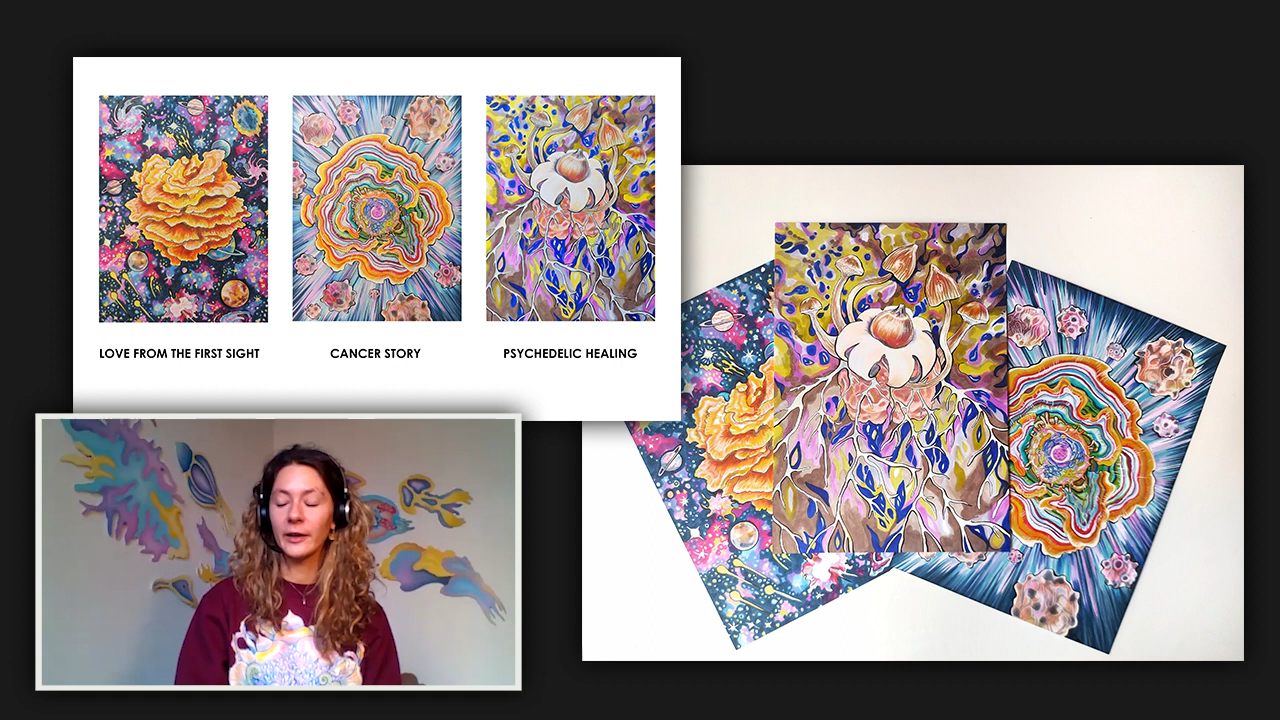 LOVE FROM THE FIRST SIGHT
CANCER STORY
PSYCHEDELIC HEALING